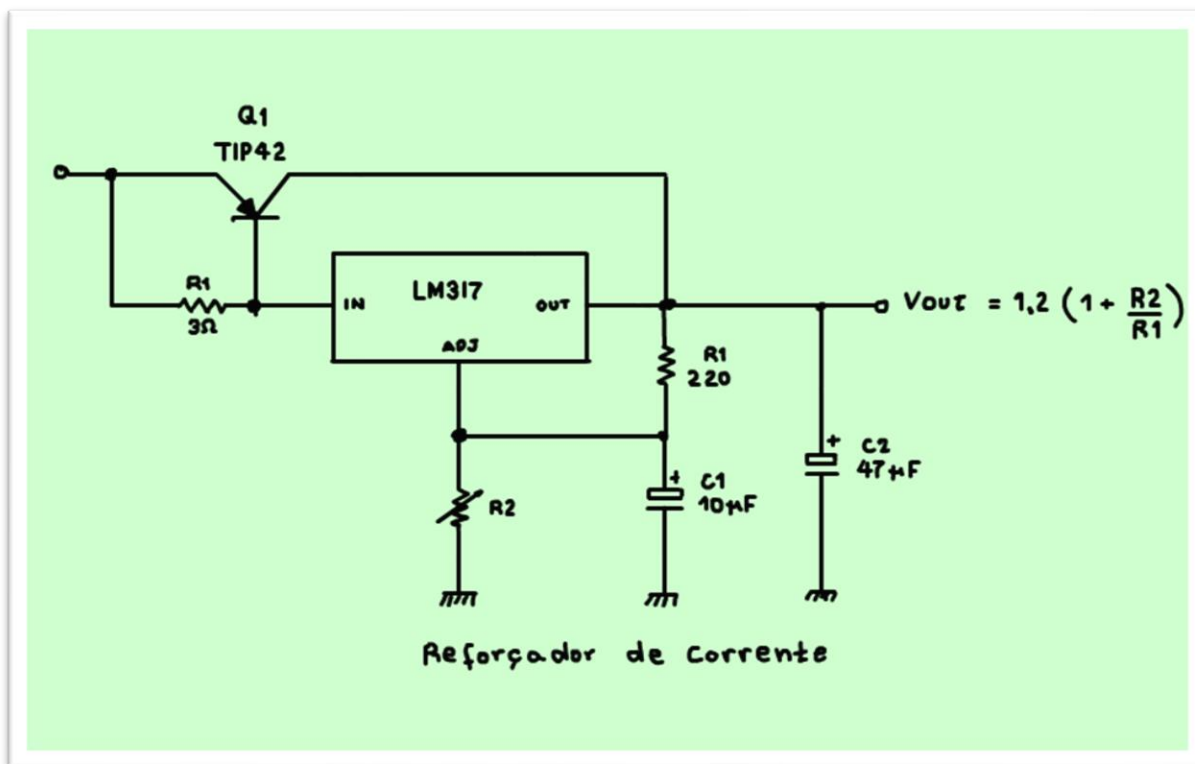 Q1
TIP42
R1
3Ω
IN
LM317
OUT
ADJ
Vout = 1,2 (1 + R2/R1)
R1
220
R2
+
C1
10µF
+
C2
47µF
Reforçador de corrente